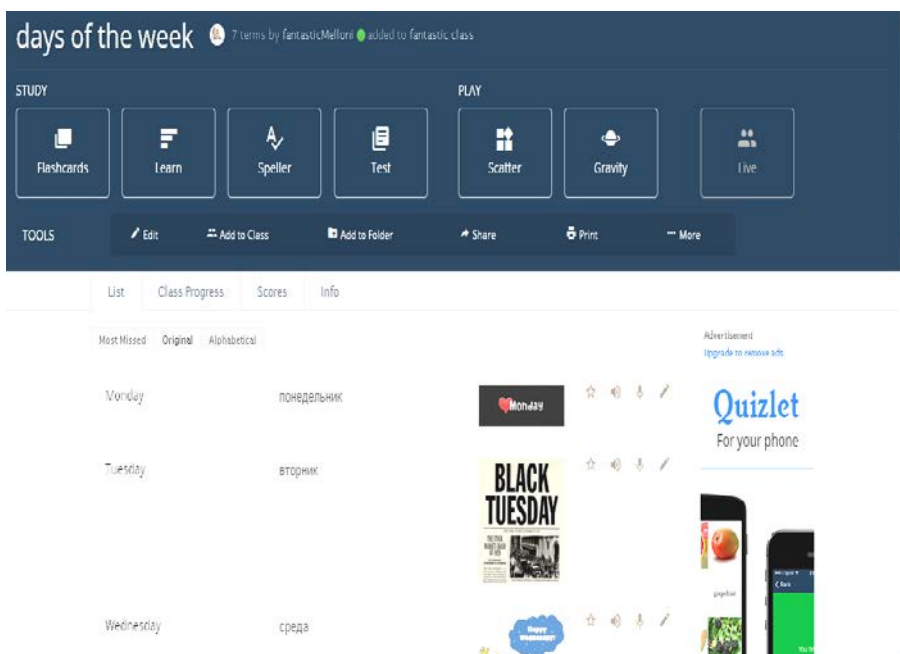 days of the week 7 terms by fantasticMelloni added to fantastic class
STUDY PLAY
Flashcards Learn Speller Test Scatter Gravity Live
TOOLS Edit Add to Class Add to Folder Share Print ··· More
List Class Progress Scores Info
Most Missed Original Alphabetical
Advertisement
Upgrade to remove ads
Monday понедельник Monday
Quizlet
For your phone
Tuesday вторник
BLACK
TUESDAY
grapefruit
Back
Wednesday среда
Happy
Wednesday!